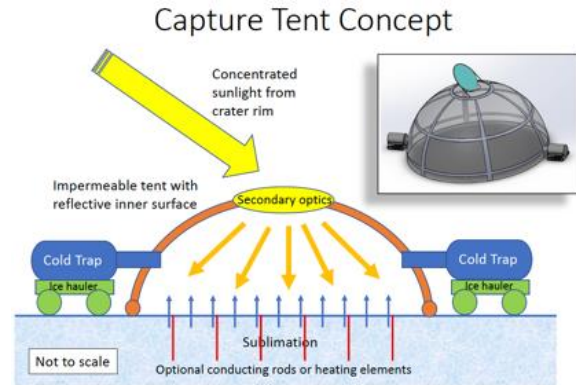 Capture Tent Concept
Concentrated
sunlight from
crater rim
Impermeable tent with
reflective inner surface
Secondary optics
Cold Trap
Ice hauler
Cold Trap
Ice hauler
Sublimation
Not to scale
Optional conducting rods or heating elements